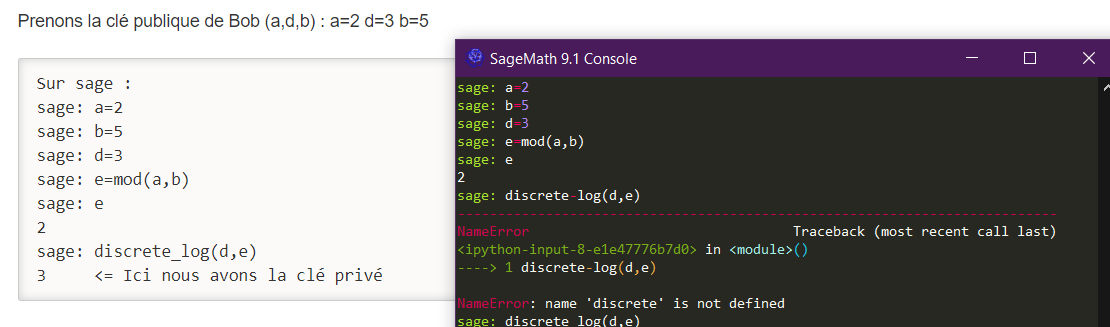 Prenons la clé publique de Bob (a,d,b) : a=2 d=3 b=5
Sur sage :
sage: a=2
sage: b=5
sage: d=3
sage: e=mod(a,b)
sage: e
2
sage: discrete_log(d,e)
3     <= Ici nous avons la clé privé
SageMath 9.1 Console
sage: a=2
sage: b=5
sage: d=3
sage: e=mod(a,b)
sage: e
2
sage: discrete-log(d,e)
---------------------------------------------------------------------------
NameError                                 Traceback (most recent call last)
<ipython-input-8-e1e47776b7d0> in <module>()
----> 1 discrete-log(d,e)
NameError: name 'discrete' is not defined
sage: discrete log(d,e)